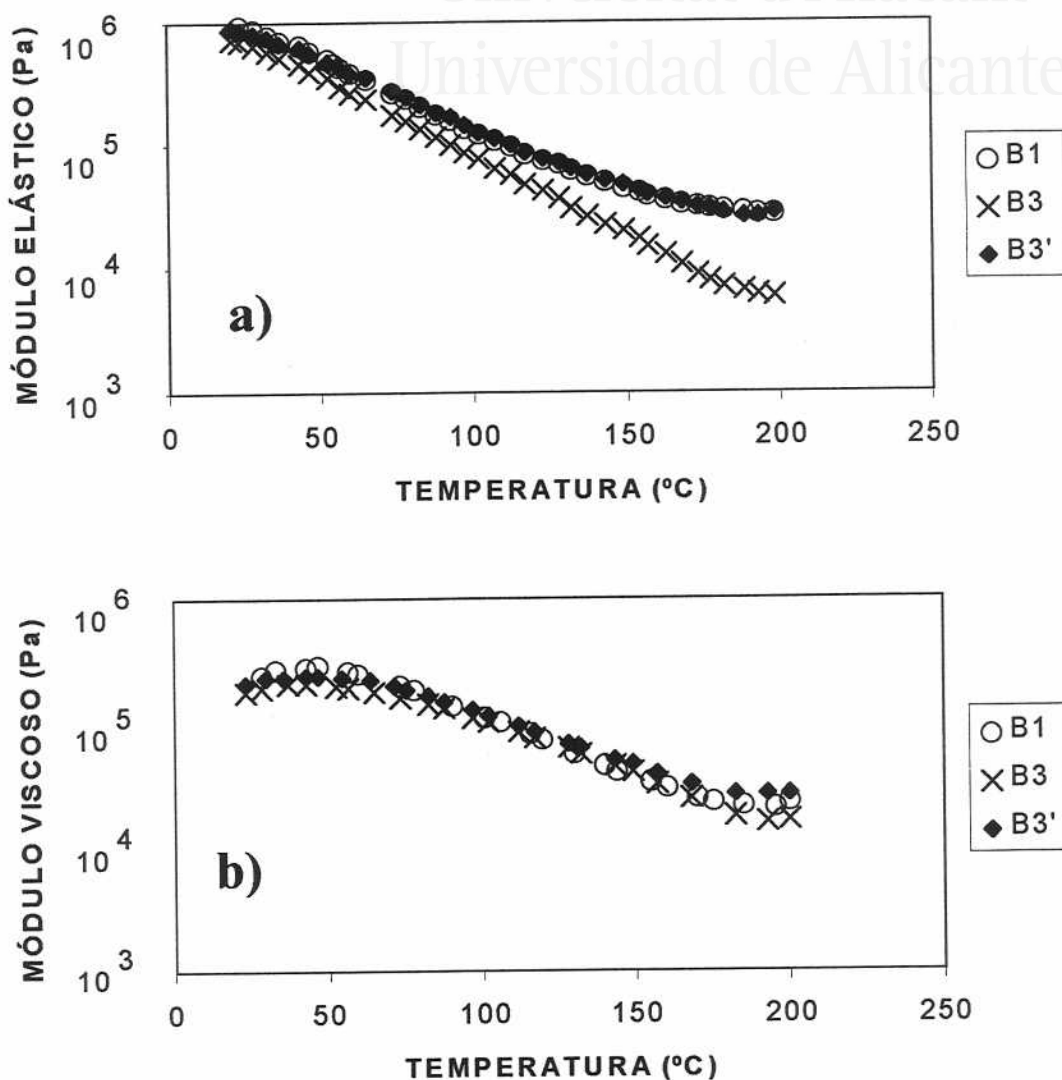 Universidad de Alicante
10 6
10 5
10 4
10 3
MÓDULO ELÁSTICO (Pa)
a)
0 50 100 150 200 250
TEMPERATURA (ºC)
B1
B3
B3'
10 6
10 5
10 4
10 3
MÓDULO VISCOSO (Pa)
b)
0 50 100 150 200 250
TEMPERATURA (ºC)
B1
B3
B3'